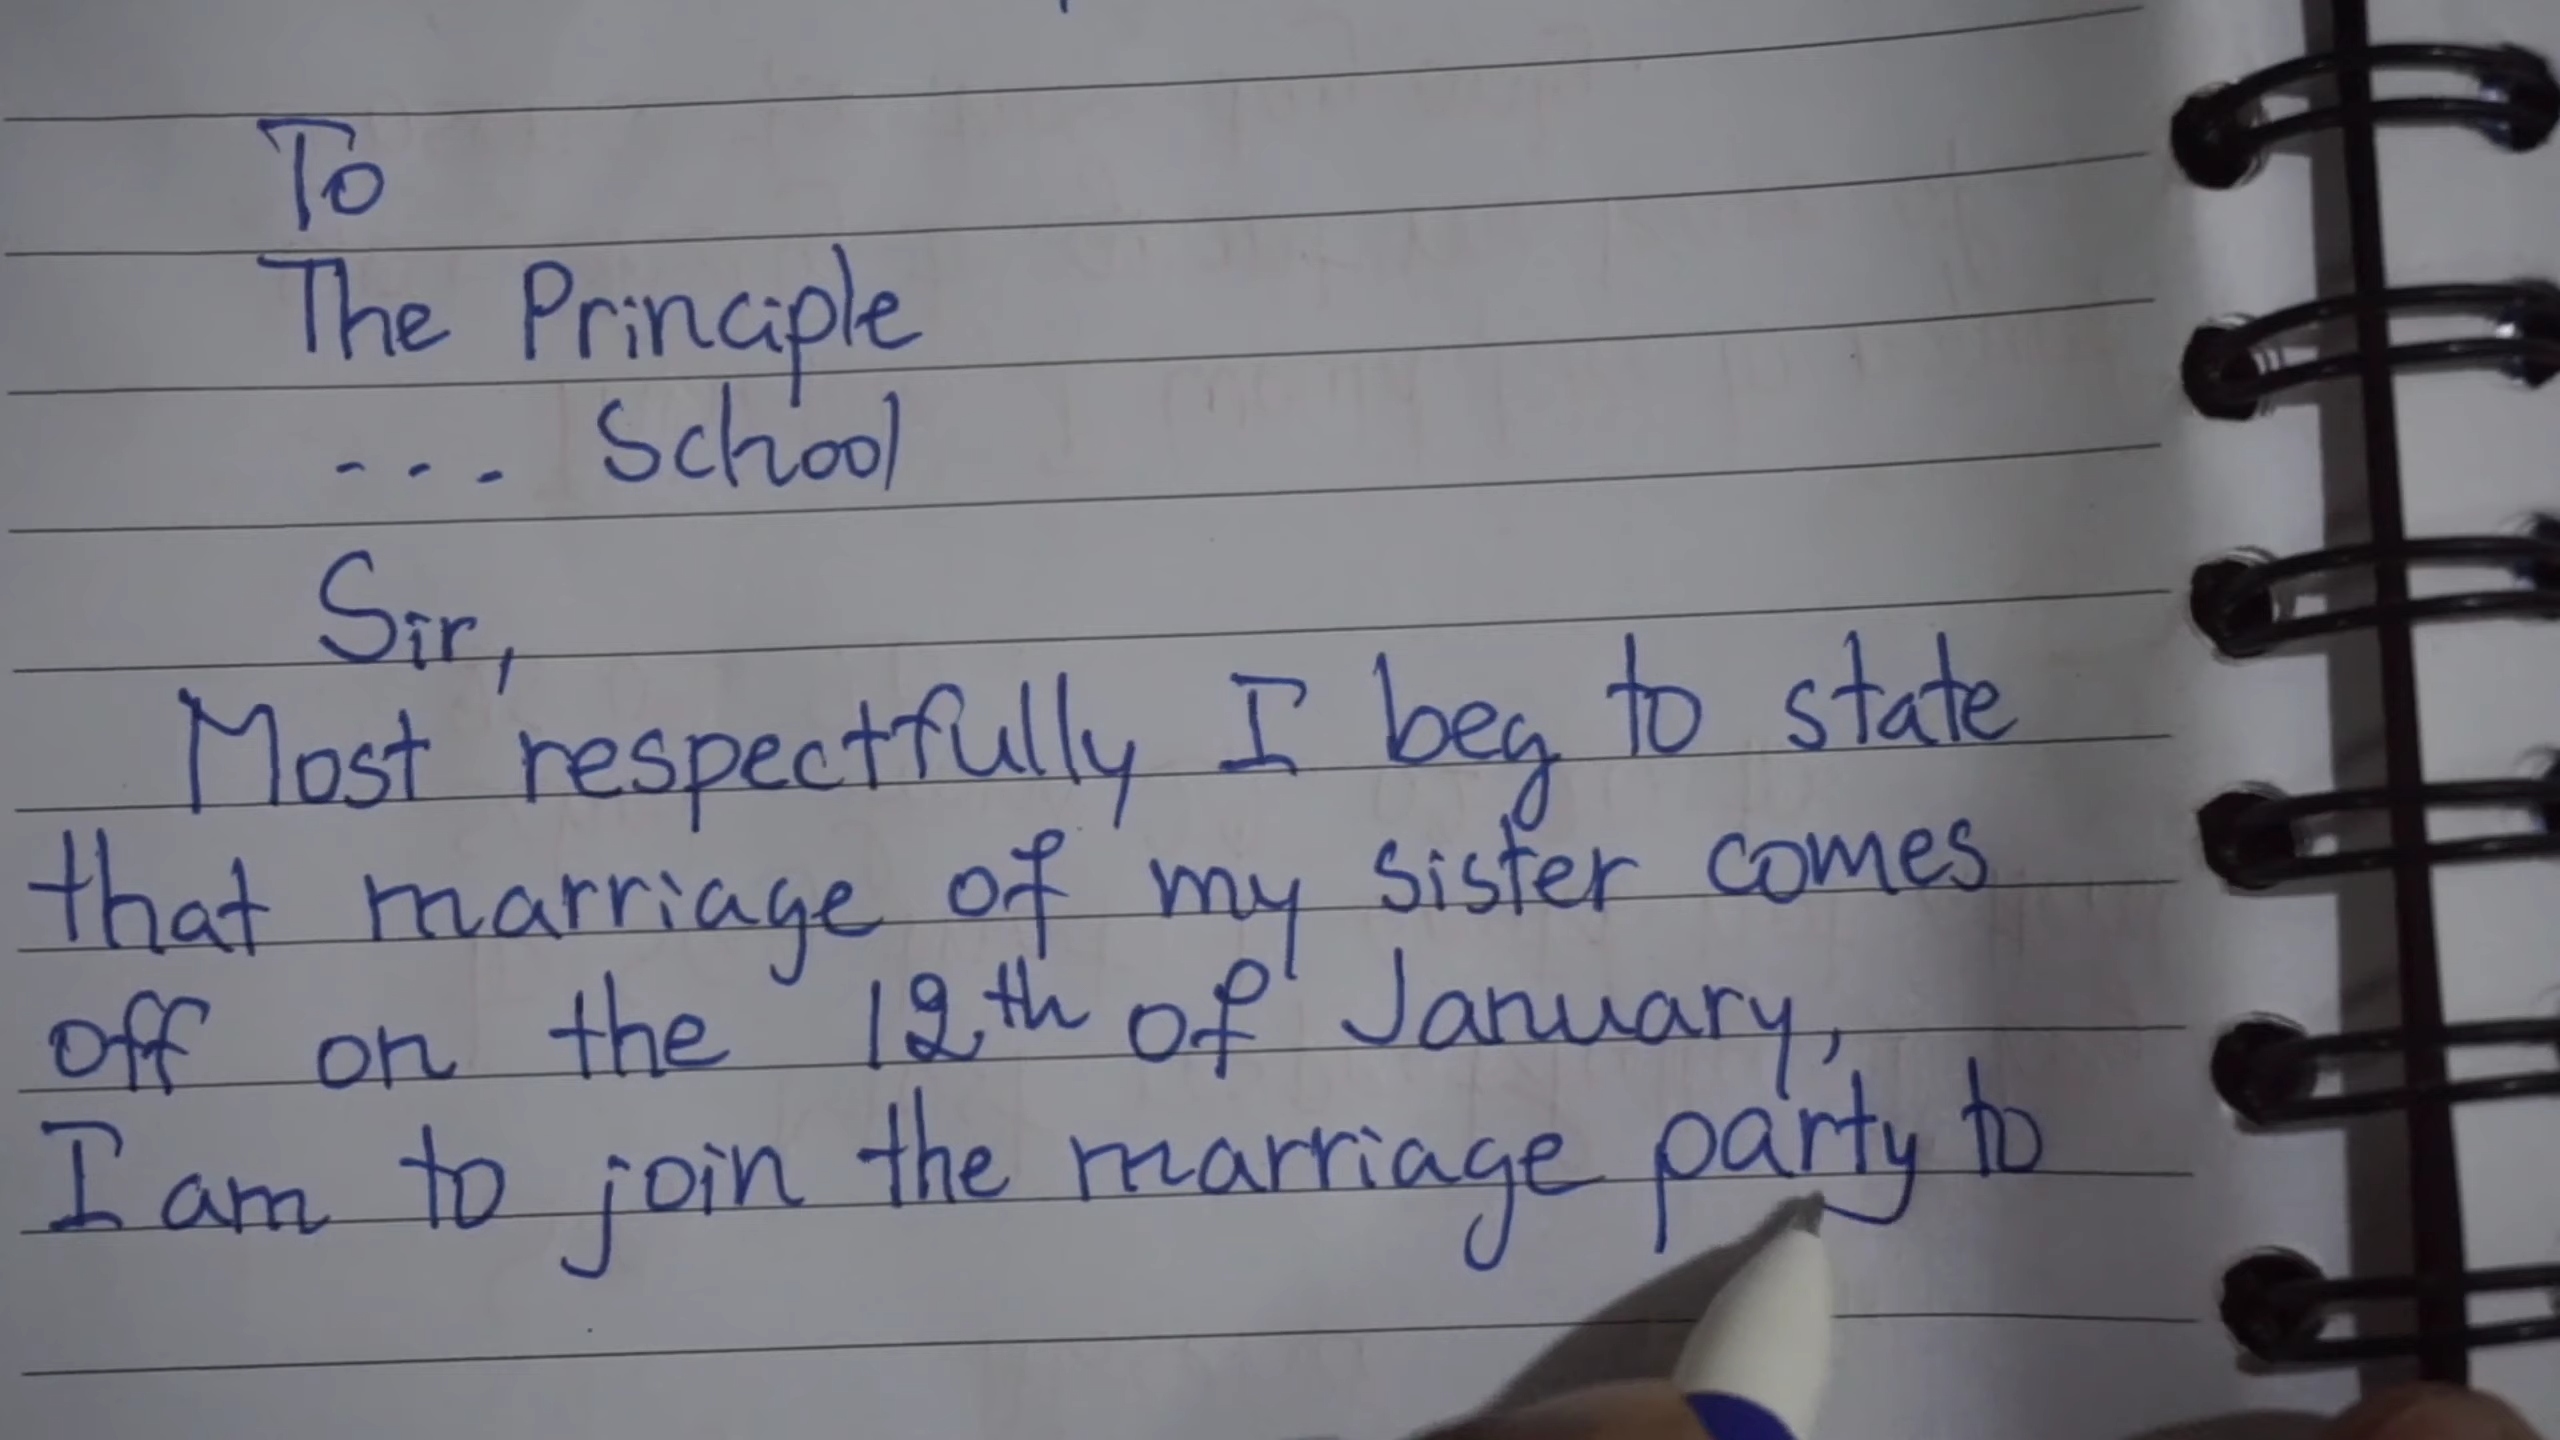 To
The Principle
... School
Sir,
Most respectfully I beg to state
that marriage of my sister comes
off on the 12th of January,
I am to join the marriage party to